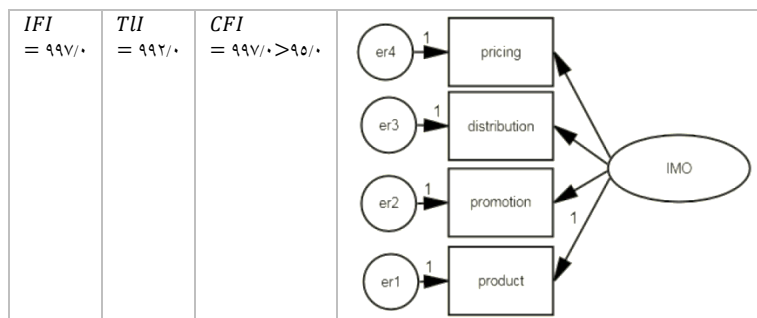 IFI
= ۹۹۷/۰
TLI
= ۹۹۲/۰
CFI
= ۹۹۷/۰>۹۵/۰
er4
1
pricing
er3
1
distribution
IMO
er2
1
promotion
1
er1
1
product